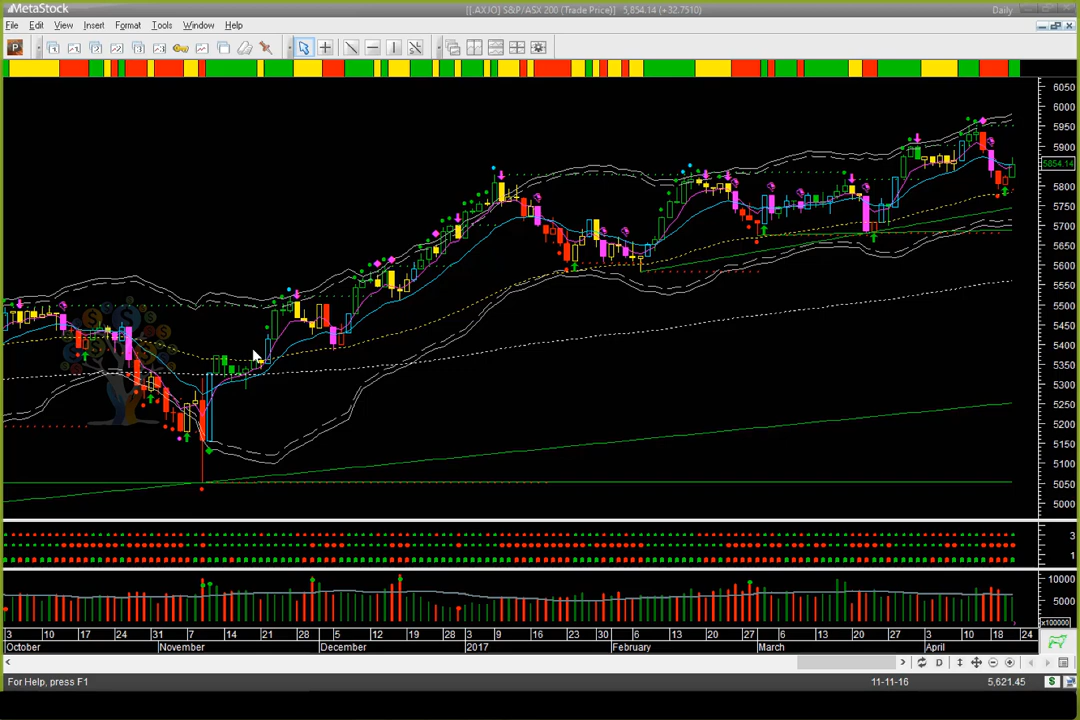 MetaStock
[[.AXJO] S&P/ASX 200 (Trade Price)] 5,854.14 (+32.7510)
Daily
File Edit View Insert Format Tools Window Help
P
6050
6000
5950
5900
5854.14
5800
5750
5700
5650
5600
5550
5500
5450
5400
5350
5300
5250
5200
5150
5100
5050
5000
3
1
10000
5000
x100000
3 10 17 24 31 7 14 21 28 5 12 19 28 3 9 16 23 30 6 13 20 27 6 13 20 27 3 10 18 24
October November December 2017 February March April
D
For Help, press F1
11-11-16 5,621.45
$